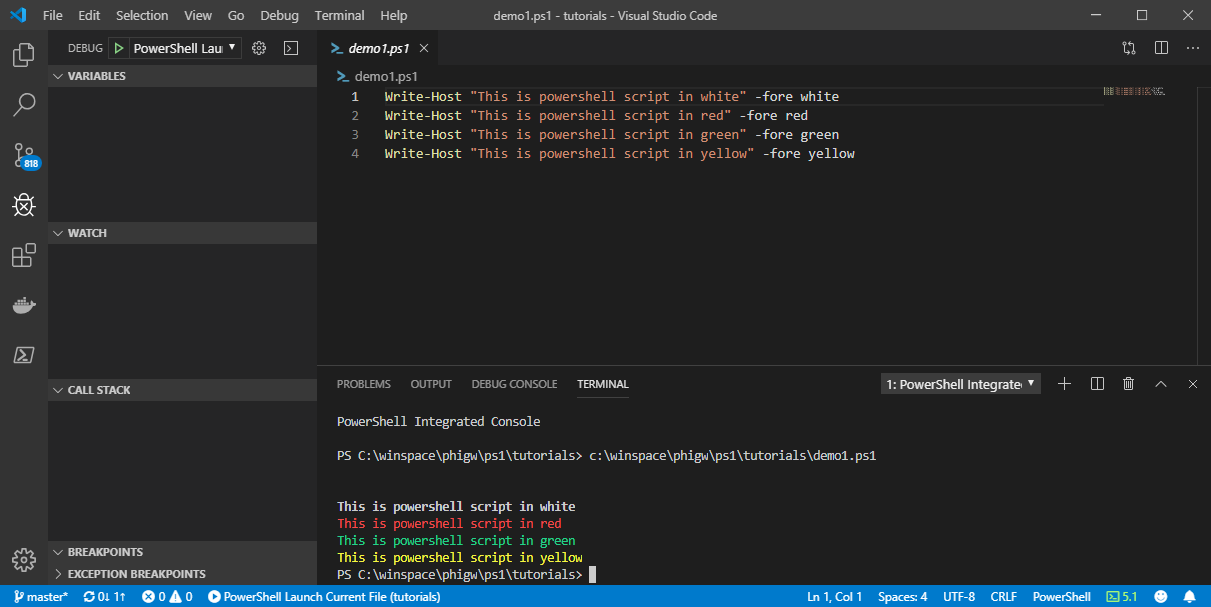 File Edit Selection View Go Debug Terminal Help demo1.ps1 - tutorials - Visual Studio Code
DEBUG PowerShell Lau
VARIABLES
818
WATCH
CALL STACK
BREAKPOINTS
EXCEPTION BREAKPOINTS
demo1.ps1
demo1.ps1
1 Write-Host "This is powershell script in white" -fore white
2 Write-Host "This is powershell script in red" -fore red
3 Write-Host "This is powershell script in green" -fore green
4 Write-Host "This is powershell script in yellow" -fore yellow
PROBLEMS OUTPUT DEBUG CONSOLE TERMINAL 1: PowerShell Integrate
PowerShell Integrated Console
PS C:\winspace\phigw\ps1\tutorials> c:\winspace\phigw\ps1\tutorials\demo1.ps1
This is powershell script in white
This is powershell script in red
This is powershell script in green
This is powershell script in yellow
PS C:\winspace\phigw\ps1\tutorials>
master* 0↓ 1↑ 0 0 PowerShell Launch Current File (tutorials) Ln 1, Col 1 Spaces: 4 UTF-8 CRLF PowerShell 5.1